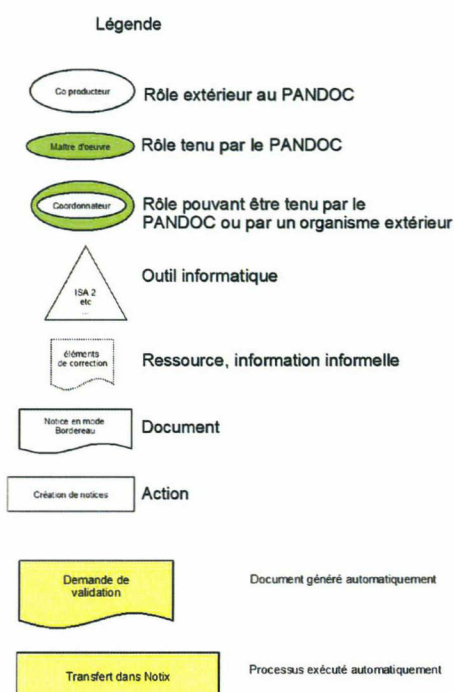 Légende
Co producteur
Rôle extérieur au PANDOC
Maître d'oeuvre
Rôle tenu par le PANDOC
Coordonnateur
Rôle pouvant être tenu par le
PANDOC ou par un organisme extérieur
Outil informatique
ISA 2
etc
...
éléments
de correction
Ressource, information informelle
Notice en mode
Bordereau
Document
Création de notices
Action
Demande de
validation
Document généré automatiquement
Transfert dans Notix
Processus exécuté automatiquement